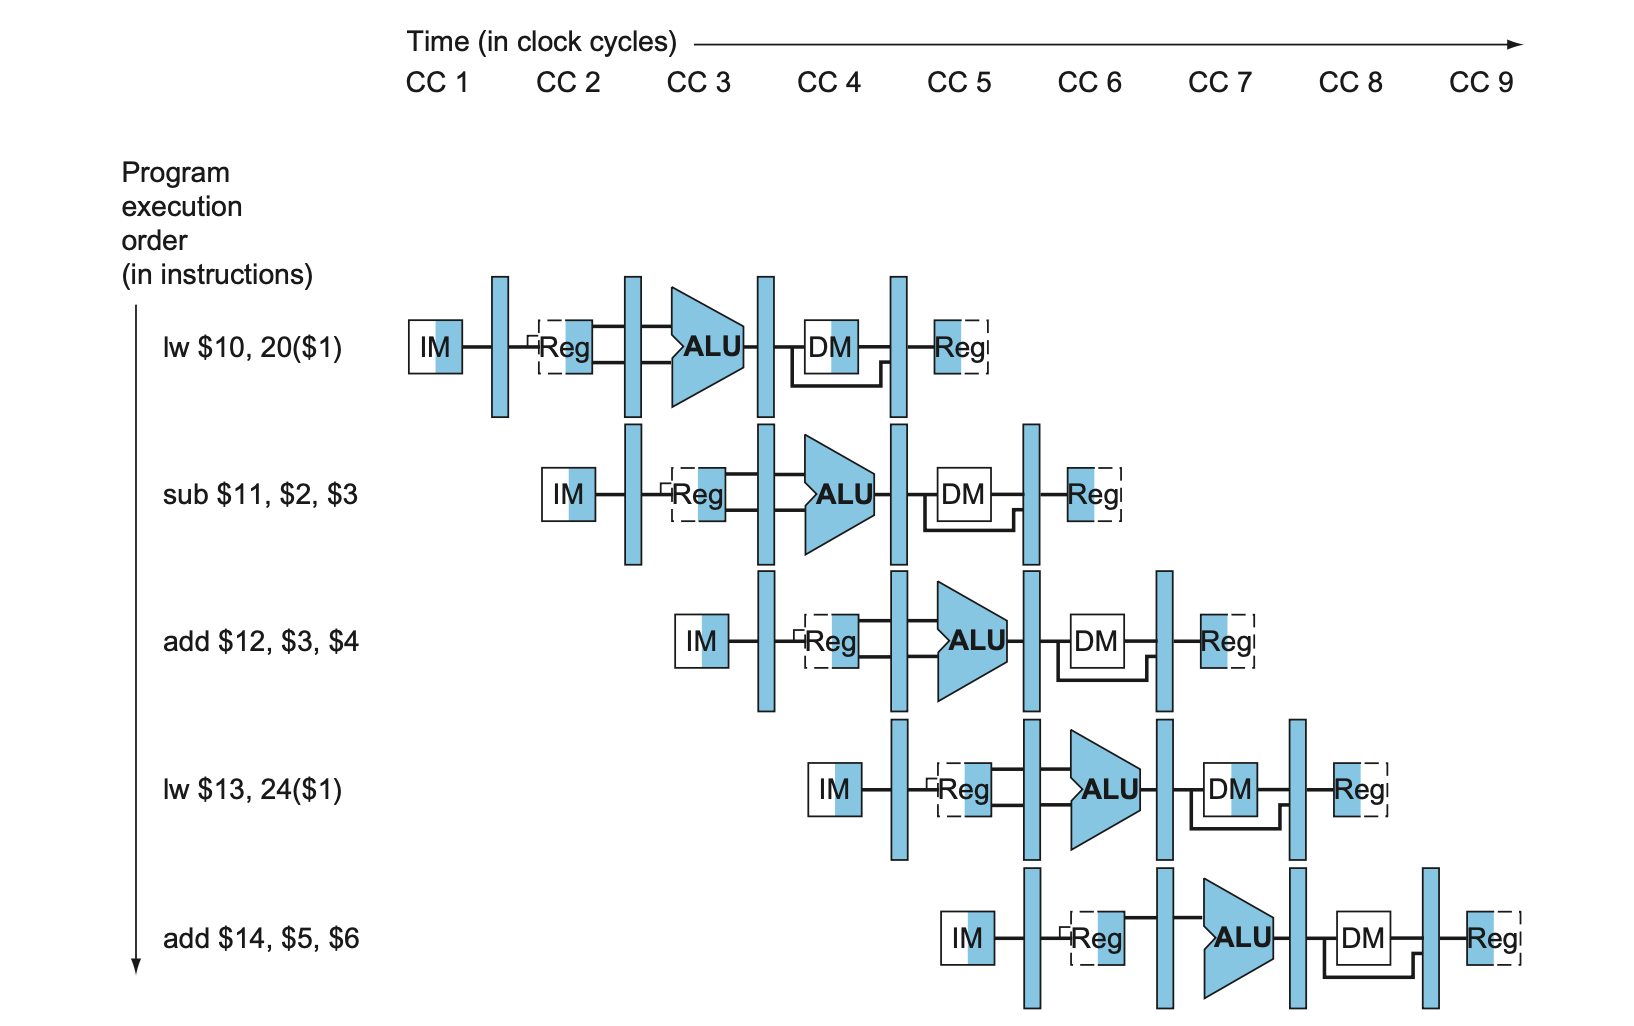 Time (in clock cycles)
CC 1 CC 2 CC 3 CC 4 CC 5 CC 6 CC 7 CC 8 CC 9
Program
execution
order
(in instructions)
lw $10, 20($1) IM Reg ALU DM Reg
sub $11, $2, $3 IM Reg ALU DM Reg
add $12, $3, $4 IM Reg ALU DM Reg
lw $13, 24($1) IM Reg ALU DM Reg
add $14, $5, $6 IM Reg ALU DM Reg